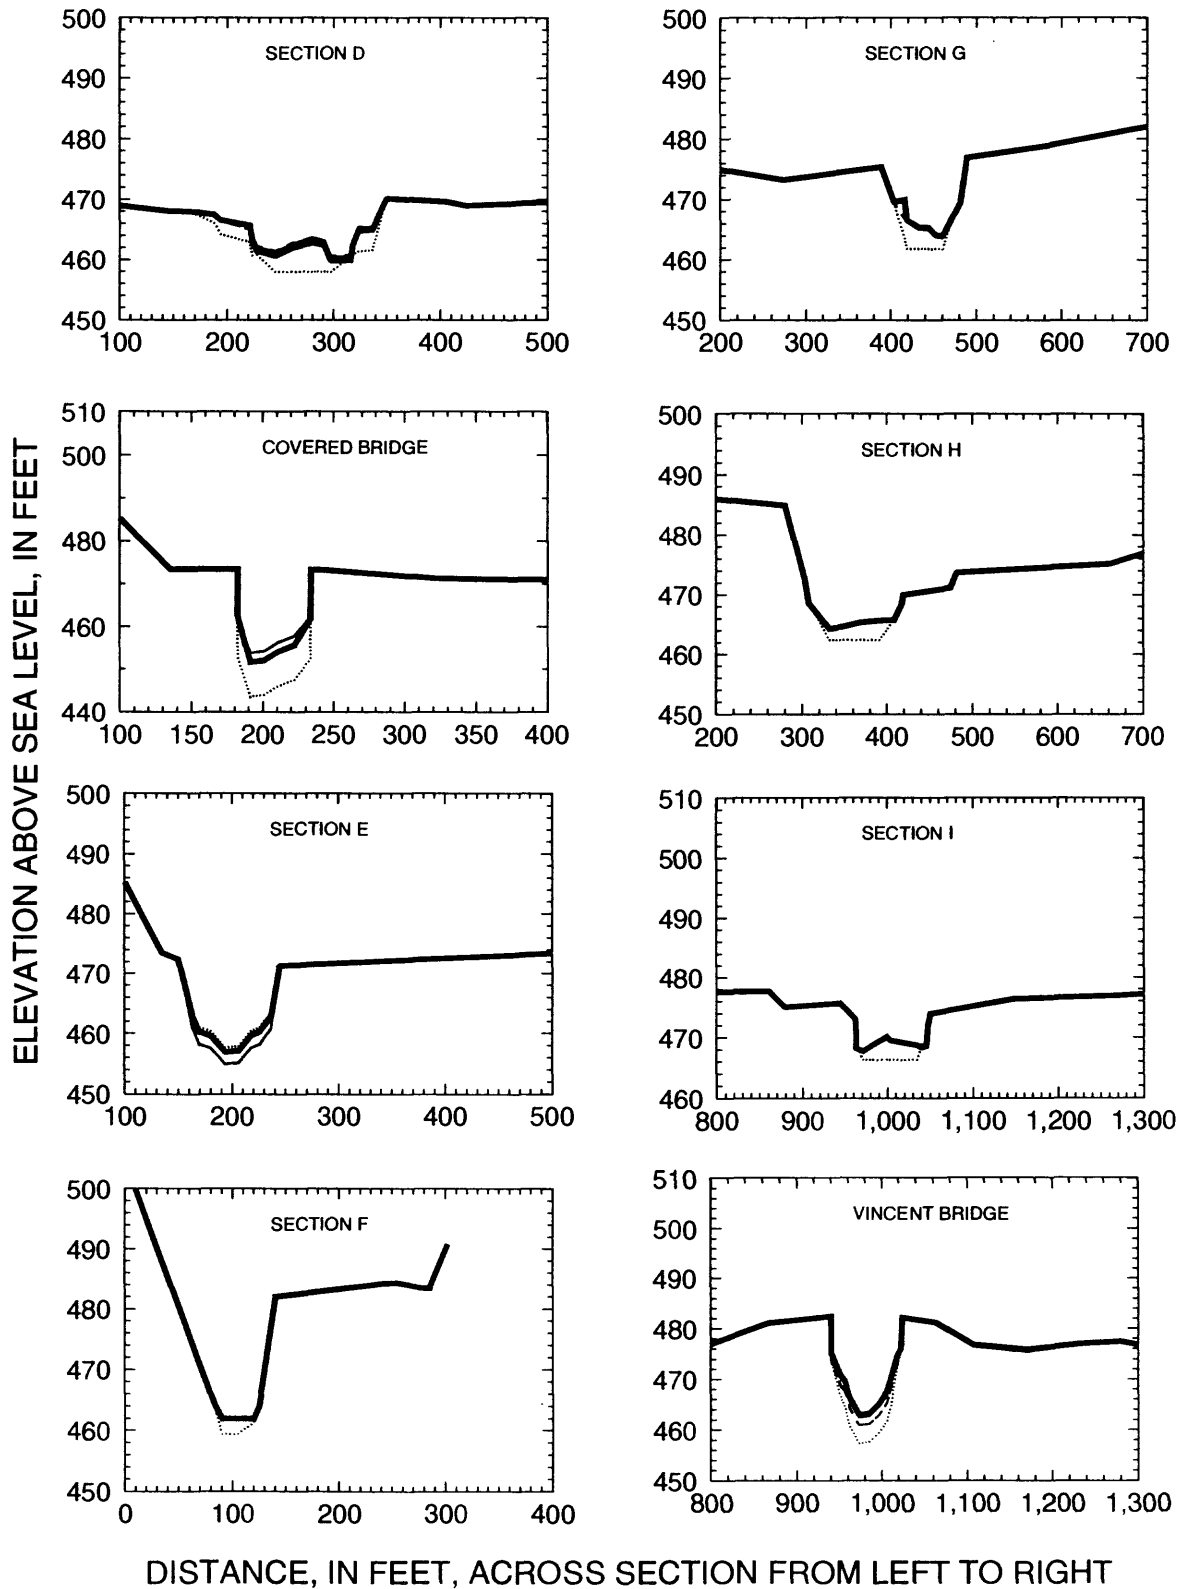 ELEVATION ABOVE SEA LEVEL, IN FEET
SECTION D
500
490
480
470
460
450
100 200 300 400 500
SECTION G
500
490
480
470
460
450
200 300 400 500 600 700
COVERED BRIDGE
510
500
480
460
440
100 150 200 250 300 350 400
SECTION H
500
490
480
470
460
450
200 300 400 500 600 700
SECTION E
500
490
480
470
460
450
100 200 300 400 500
SECTION I
510
500
490
480
470
460
800 900 1,000 1,100 1,200 1,300
SECTION F
500
490
480
470
460
450
0 100 200 300 400
VINCENT BRIDGE
510
500
490
480
470
460
450
800 900 1,000 1,100 1,200 1,300
DISTANCE, IN FEET, ACROSS SECTION FROM LEFT TO RIGHT